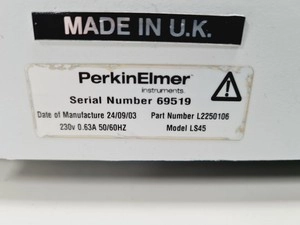 MADE IN U.K.
PerkinElmer
instruments.
Serial Number 69519
Date of Manufacture 24/09/03 Part Number L2250106
230v 0.63A 50/60HZ Model LS45